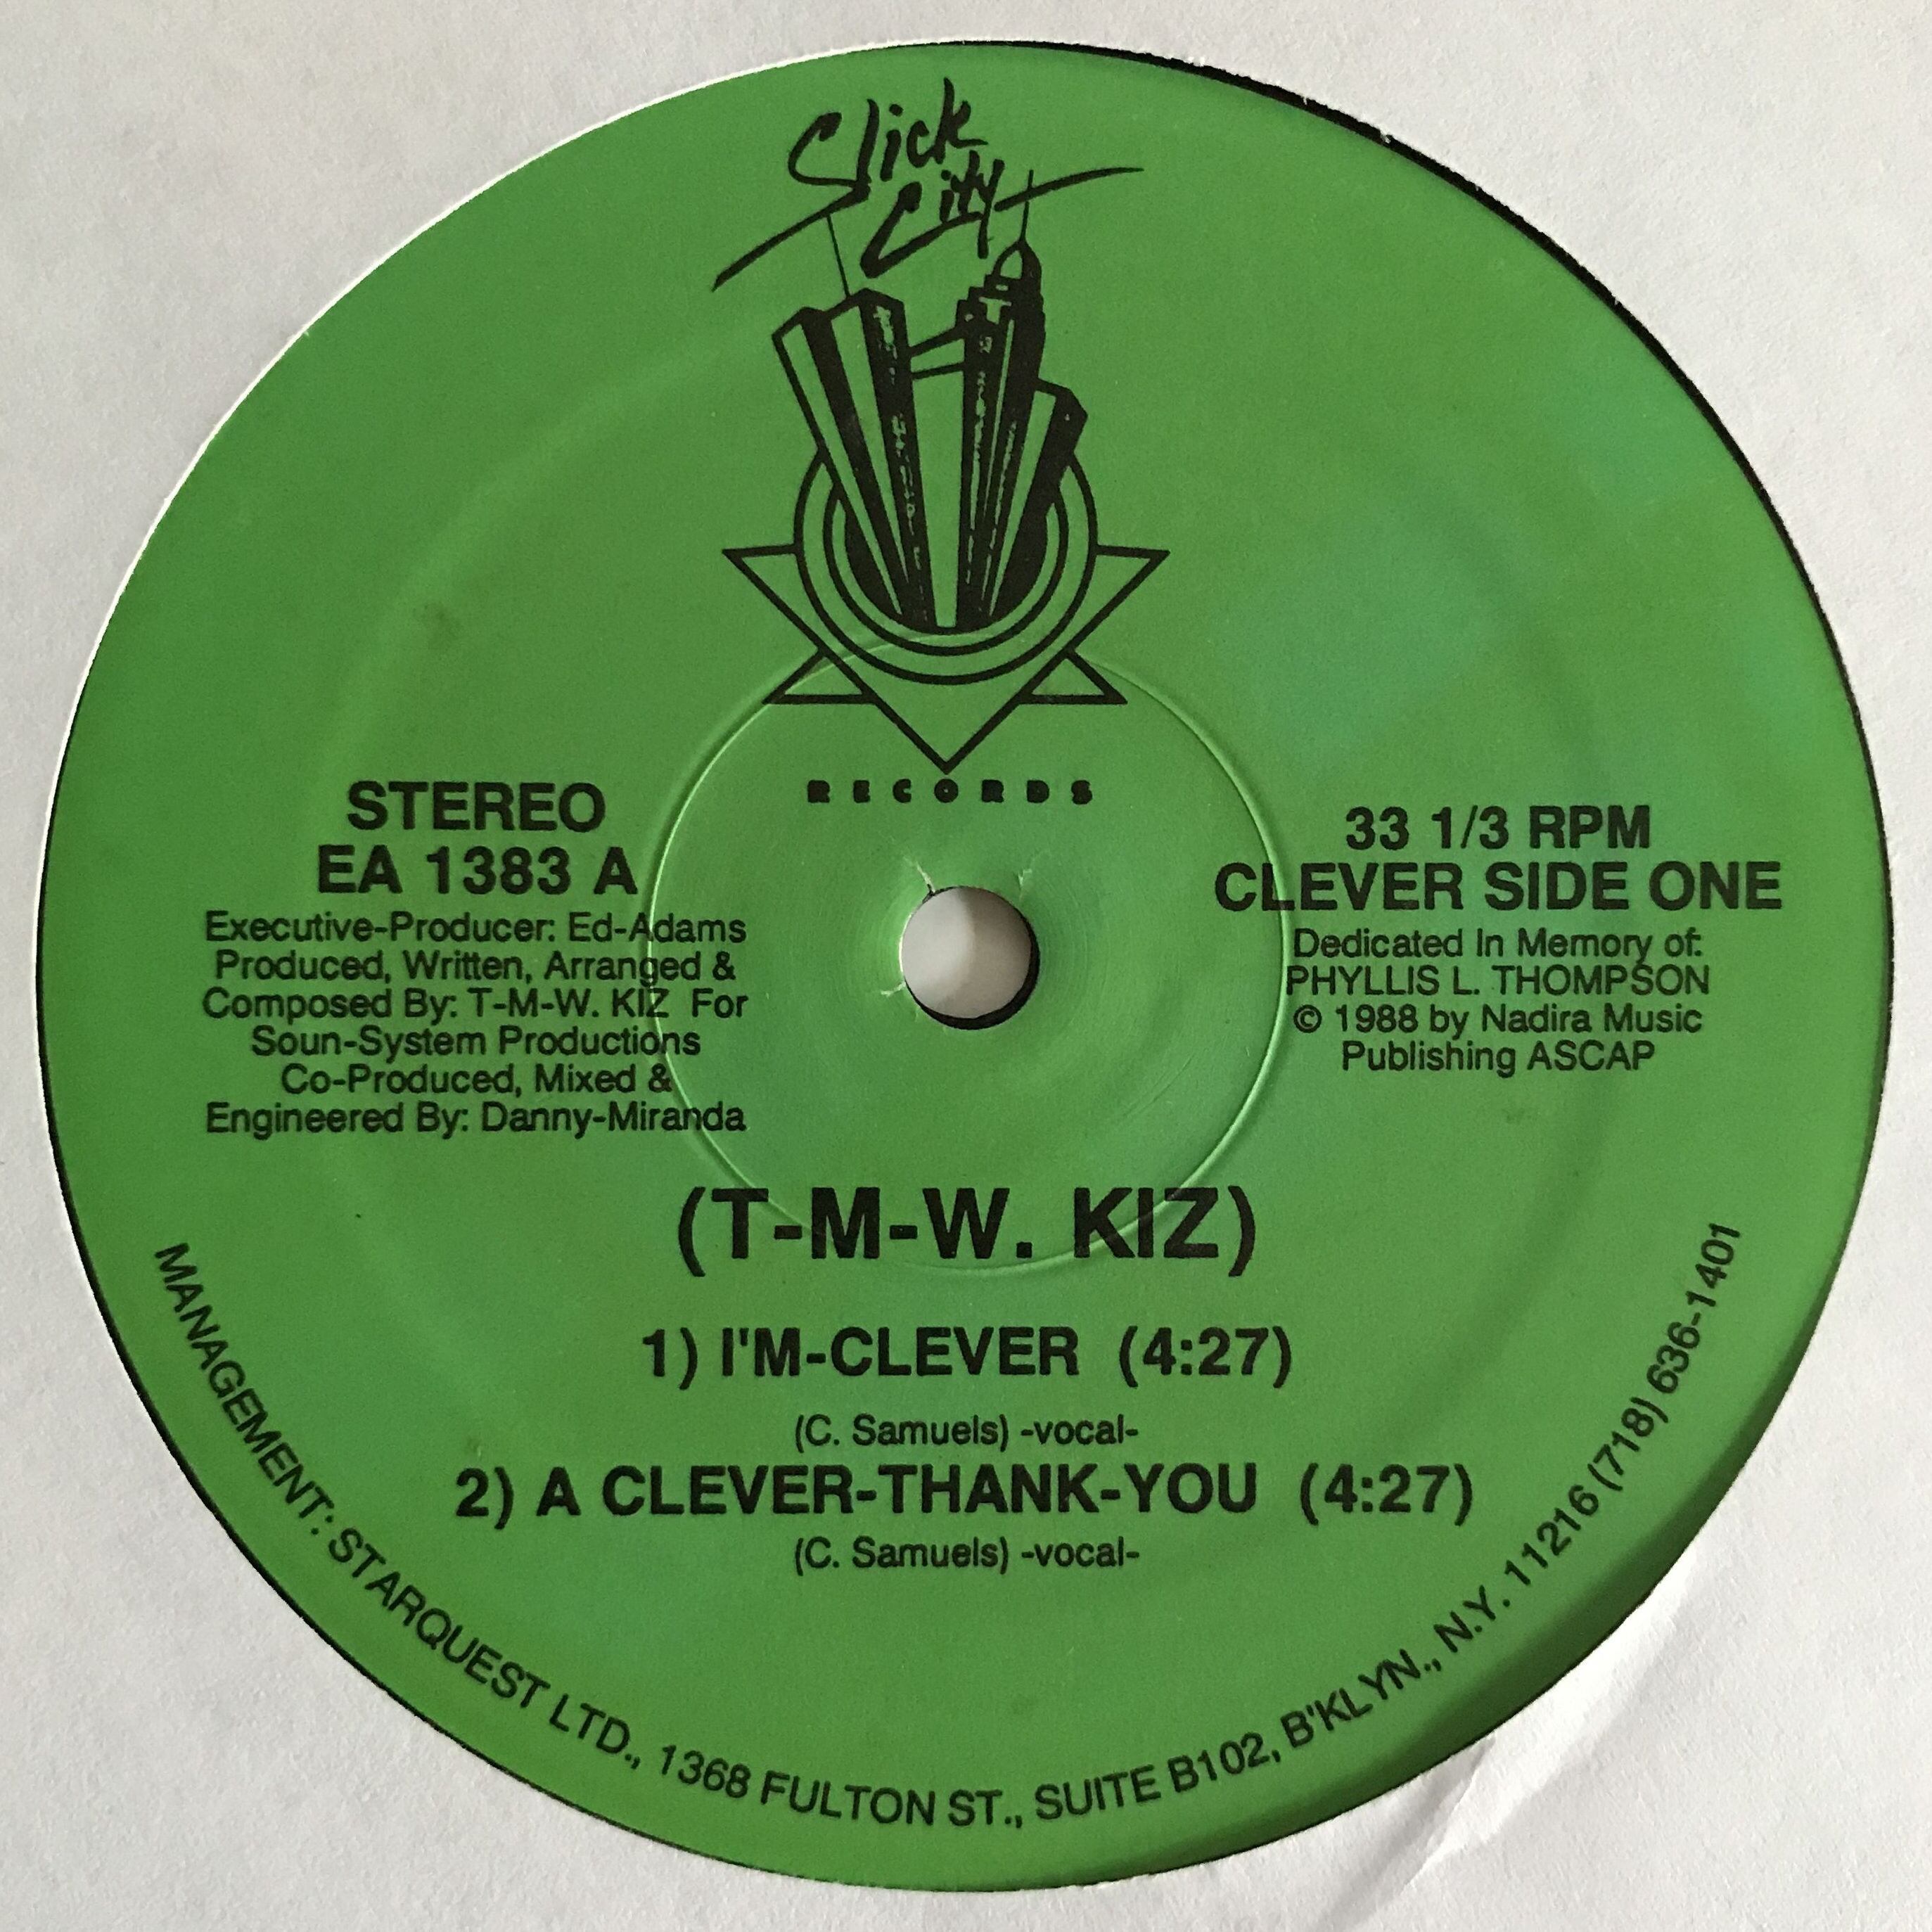 Slick
City
RECORDS
STEREO
EA 1383 A
Executive-Producer: Ed-Adams
Produced, Written, Arranged &
Composed By: T-M-W. KIZ For
Soun-System Productions
Co-Produced, Mixed &
Engineered By: Danny-Miranda
33 1/3 RPM
CLEVER SIDE ONE
Dedicated In Memory of:
PHYLLIS L. THOMPSON
© 1988 by Nadira Music
Publishing ASCAP
(T-M-W. KIZ)
1) I'M-CLEVER (4:27)
(C. Samuels) -vocal-
2) A CLEVER-THANK-YOU (4:27)
(C. Samuels) -vocal-
MANAGEMENT: STARQUEST LTD., 1368 FULTON ST., SUITE B102, B'KLYN., N.Y. 11216 (718) 636-1401